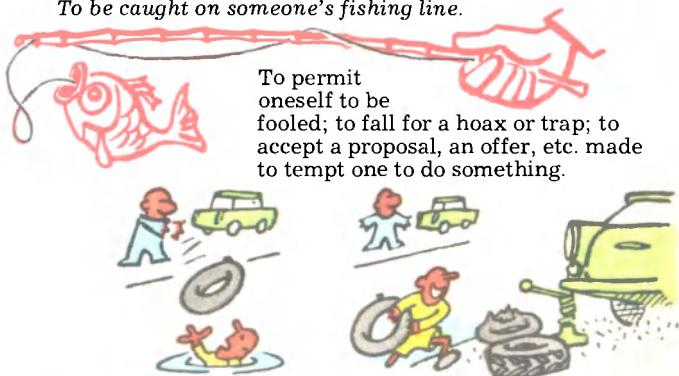 To be caught on someone's fishing line.
To permit
oneself to be
fooled; to fall for a hoax or trap; to
accept a proposal, an offer, etc. made
to tempt one to do something.